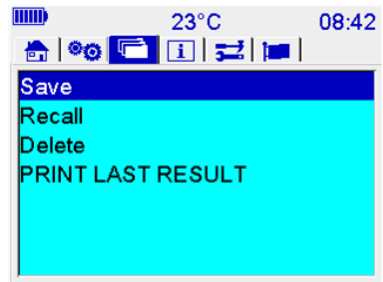 23°C 08:42
i
Save
Recall
Delete
PRINT LAST RESULT